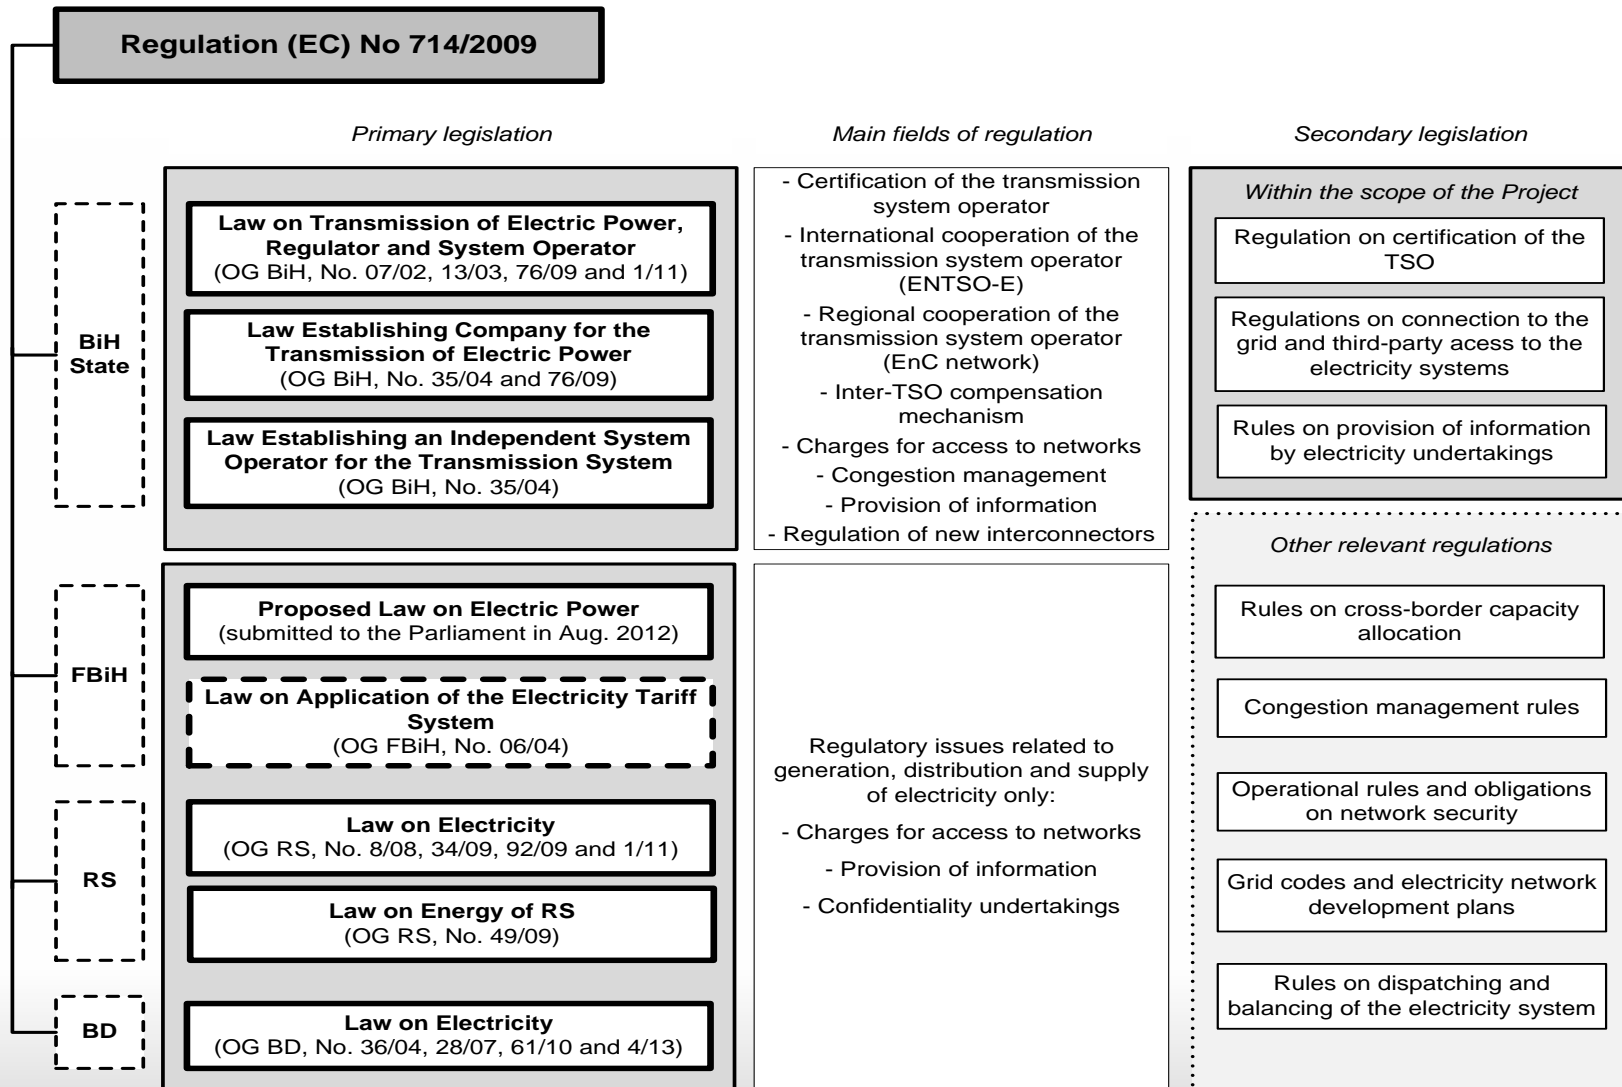 Regulation (EC) No 714/2009
Primary legislation
Main fields of regulation
Secondary legislation
BiH
State
Law on Transmission of Electric Power,
Regulator and System Operator
(OG BiH, No. 07/02, 13/03, 76/09 and 1/11)
Law Establishing Company for the
Transmission of Electric Power
(OG BiH, No. 35/04 and 76/09)
Law Establishing an Independent System
Operator for the Transmission System
(OG BiH, No. 35/04)
- Certification of the transmission
system operator
- International cooperation of the
transmission system operator
(ENTSO-E)
- Regional cooperation of the
transmission system operator
(EnC network)
- Inter-TSO compensation
mechanism
- Charges for access to networks
- Congestion management
- Provision of information
- Regulation of new interconnectors
Within the scope of the Project
Regulation on certification of the
TSO
Regulations on connection to the
grid and third-party acess to the
electricity systems
Rules on provision of information
by electricity undertakings
FBiH
Proposed Law on Electric Power
(submitted to the Parliament in Aug. 2012)
Law on Application of the Electricity Tariff
System
(OG FBiH, No. 06/04)
RS
Law on Electricity
(OG RS, No. 8/08, 34/09, 92/09 and 1/11)
Law on Energy of RS
(OG RS, No. 49/09)
BD
Law on Electricity
(OG BD, No. 36/04, 28/07, 61/10 and 4/13)
Regulatory issues related to
generation, distribution and supply
of electricity only:
- Charges for access to networks
- Provision of information
- Confidentiality undertakings
Other relevant regulations
Rules on cross-border capacity
allocation
Congestion management rules
Operational rules and obligations
on network security
Grid codes and electricity network
development plans
Rules on dispatching and
balancing of the electricity system